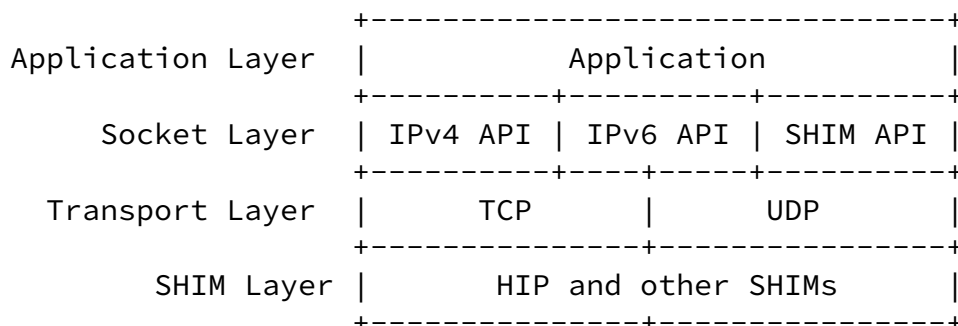 +--------------------------------+
Application Layer  |          Application           |
                       +----------+----------+----------+
     Socket Layer  | IPv4 API | IPv6 API | SHIM API |
                       +----------+----+-----+----------+
  Transport Layer  |      TCP      |      UDP       |
                       +---------------+----------------+
       SHIM Layer |       HIP and other SHIMs      |
                       +---------------+----------------+